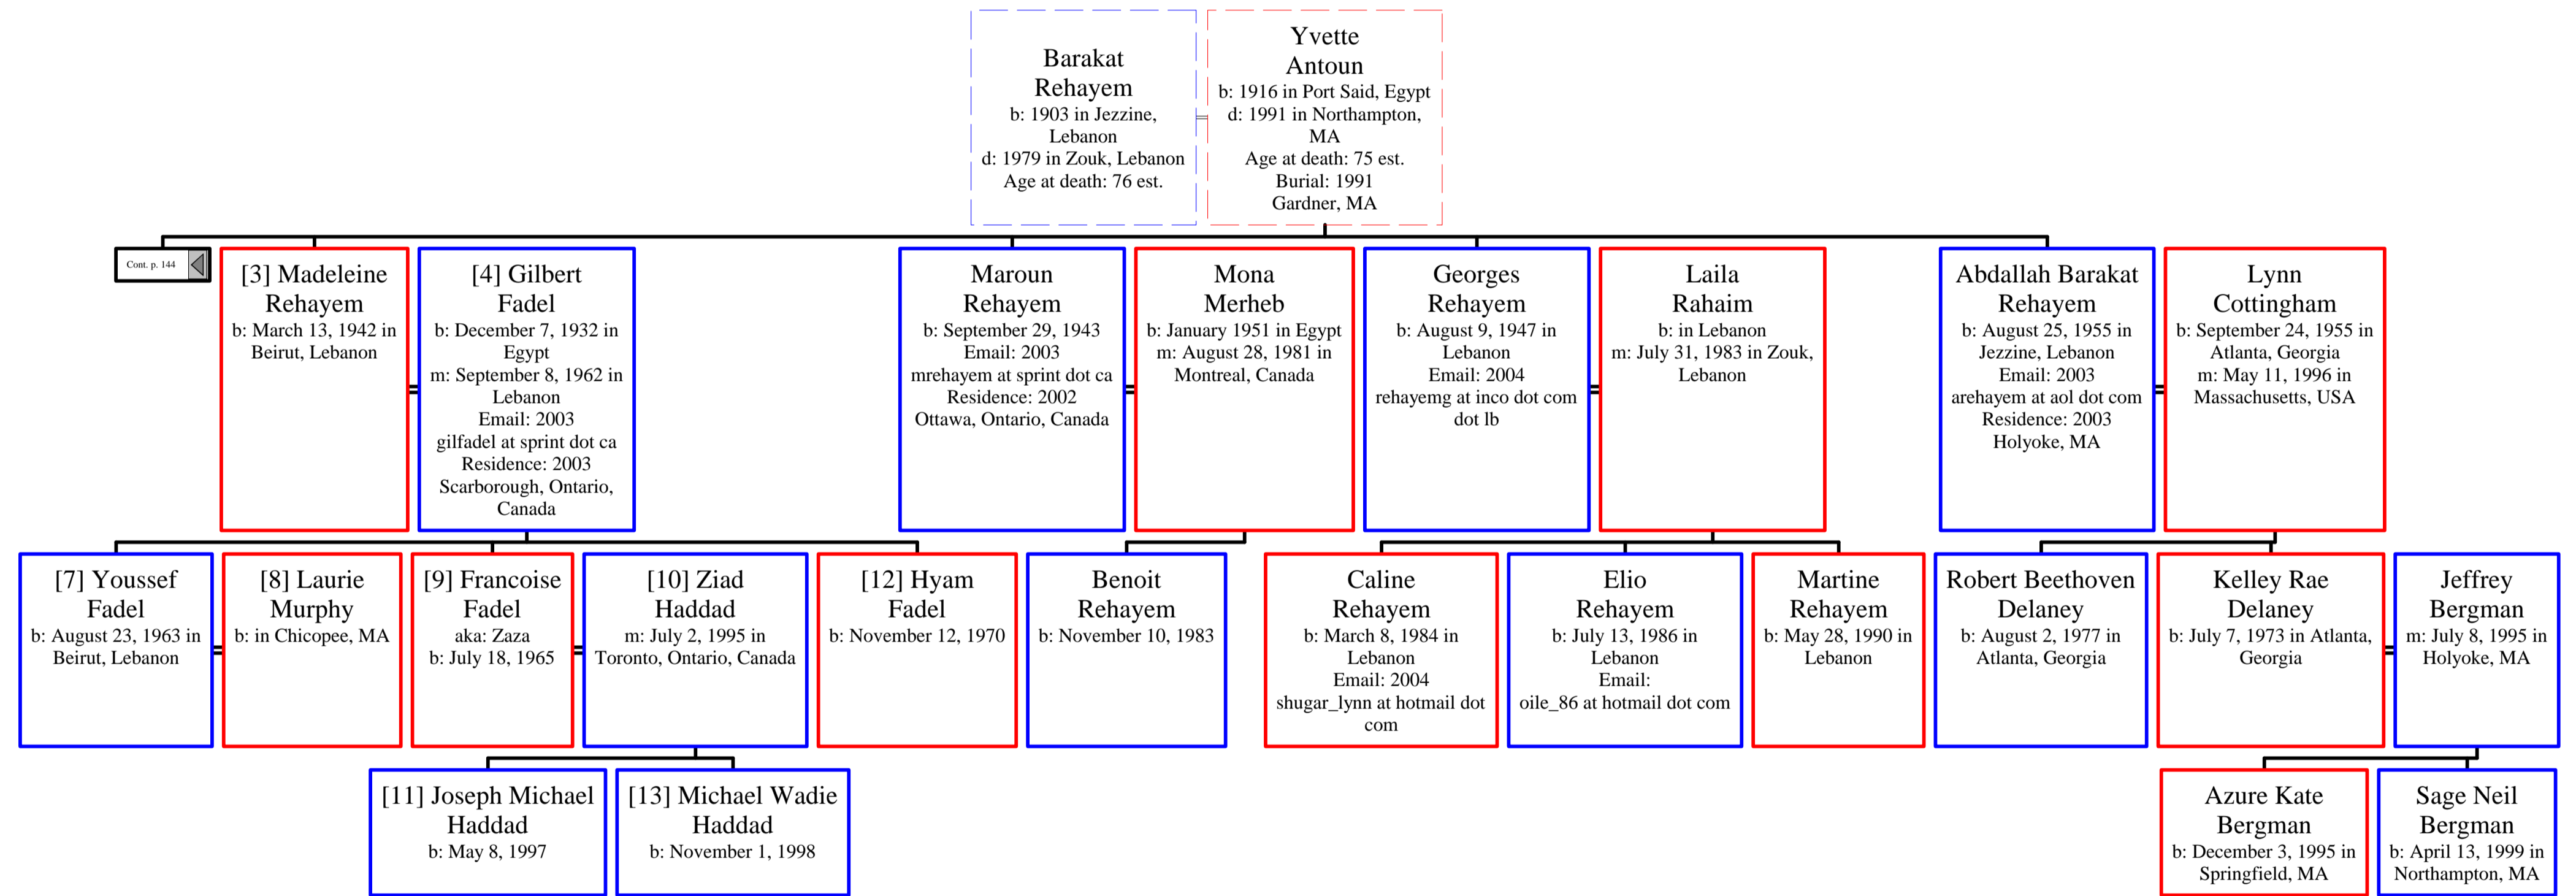 Barakat
Rehayem
b: 1903 in Jezzine,
Lebanon
d: 1979 in Zouk, Lebanon
Age at death: 76 est.
Yvette
Antoun
b: 1916 in Port Said, Egypt
d: 1991 in Northampton,
MA
Age at death: 75 est.
Burial: 1991
Gardner, MA
Cont. p. 144
[3] Madeleine
Rehayem
b: March 13, 1942 in
Beirut, Lebanon
[4] Gilbert
Fadel
b: December 7, 1932 in
Egypt
m: September 8, 1962 in
Lebanon
Email: 2003
gilfadel at sprint dot ca
Residence: 2003
Scarborough, Ontario,
Canada
Maroun
Rehayem
b: September 29, 1943
Email: 2003
mrehayem at sprint dot ca
Residence: 2002
Ottawa, Ontario, Canada
Mona
Merheb
b: January 1951 in Egypt
m: August 28, 1981 in
Montreal, Canada
Georges
Rehayem
b: August 9, 1947 in
Lebanon
Email: 2004
rehayemg at inco dot com
dot lb
Laila
Rahaim
b: in Lebanon
m: July 31, 1983 in Zouk,
Lebanon
Abdallah Barakat
Rehayem
b: August 25, 1955 in
Jezzine, Lebanon
Email: 2003
arehayem at aol dot com
Residence: 2003
Holyoke, MA
Lynn
Cottingham
b: September 24, 1955 in
Atlanta, Georgia
m: May 11, 1996 in
Massachusetts, USA
[7] Youssef
Fadel
b: August 23, 1963 in
Beirut, Lebanon
[8] Laurie
Murphy
b: in Chicopee, MA
[9] Francoise
Fadel
aka: Zaza
b: July 18, 1965
[10] Ziad
Haddad
m: July 2, 1995 in
Toronto, Ontario, Canada
[12] Hyam
Fadel
b: November 12, 1970
Benoit
Rehayem
b: November 10, 1983
Caline
Rehayem
b: March 8, 1984 in
Lebanon
Email: 2004
shugar_lynn at hotmail dot
com
Elio
Rehayem
b: July 13, 1986 in
Lebanon
Email:
oile_86 at hotmail dot com
Martine
Rehayem
b: May 28, 1990 in
Lebanon
Robert Beethoven
Delaney
b: August 2, 1977 in
Atlanta, Georgia
Kelley Rae
Delaney
b: July 7, 1973 in Atlanta,
Georgia
Jeffrey
Bergman
m: July 8, 1995 in
Holyoke, MA
[11] Joseph Michael
Haddad
b: May 8, 1997
[13] Michael Wadie
Haddad
b: November 1, 1998
Azure Kate
Bergman
b: December 3, 1995 in
Springfield, MA
Sage Neil
Bergman
b: April 13, 1999 in
Northampton, MA